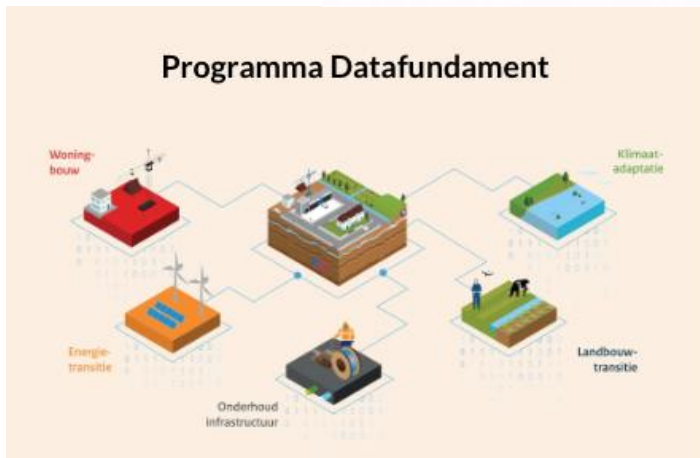 Programma Datafundament
Woning-
bouw
Klimaat-
adaptatie
Energie-
transitie
Landbouw-
transitie
Onderhoud
infrastructuur